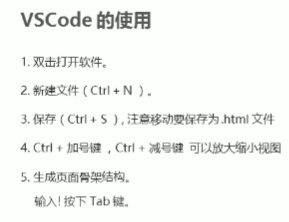 VSCode 的使用
1. 双击打开软件。
2. 新建文件（Ctrl + N ）。
3. 保存（ Ctrl + S ）, 注意移动要保存为 .html 文件
4. Ctrl + 加号键 ，Ctrl + 减号键 可以放大缩小视图
5. 生成页面骨架结构。
输入! 按下 Tab 键。